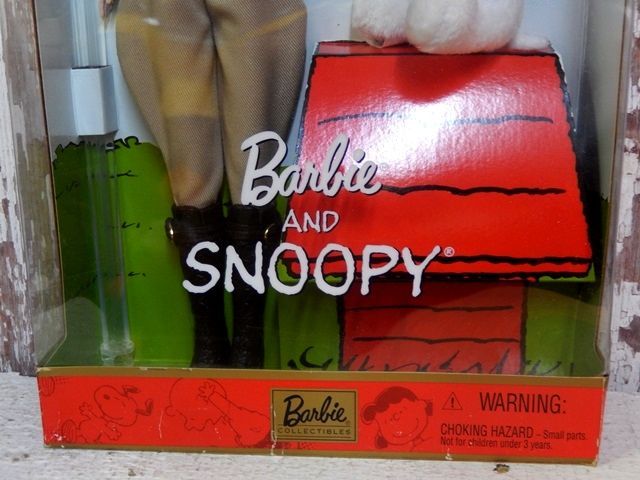 Barbie
AND
SNOOPY®
Barbie
COLLECTIBLES
WARNING:
CHOKING HAZARD – Small parts.
Not for children under 3 years.